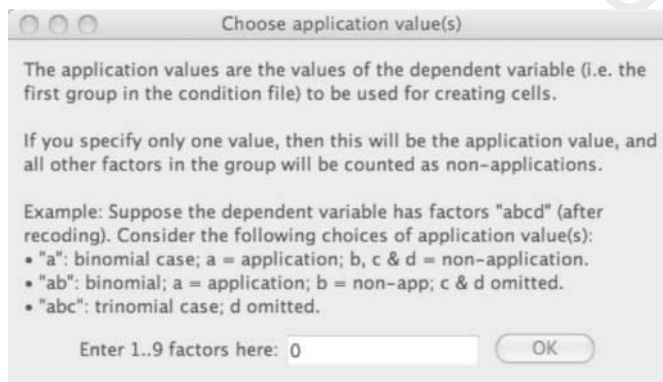 Choose application value(s)
The application values are the values of the dependent variable (i.e. the
first group in the condition file) to be used for creating cells.
If you specify only one value, then this will be the application value, and
all other factors in the group will be counted as non-applications.
Example: Suppose the dependent variable has factors "abcd" (after
recoding). Consider the following choices of application value(s):
• "a": binomial case; a = application; b, c & d = non-application.
• "ab": binomial; a = application; b = non-app; c & d omitted.
• "abc": trinomial case; d omitted.
Enter 1..9 factors here: 0 OK